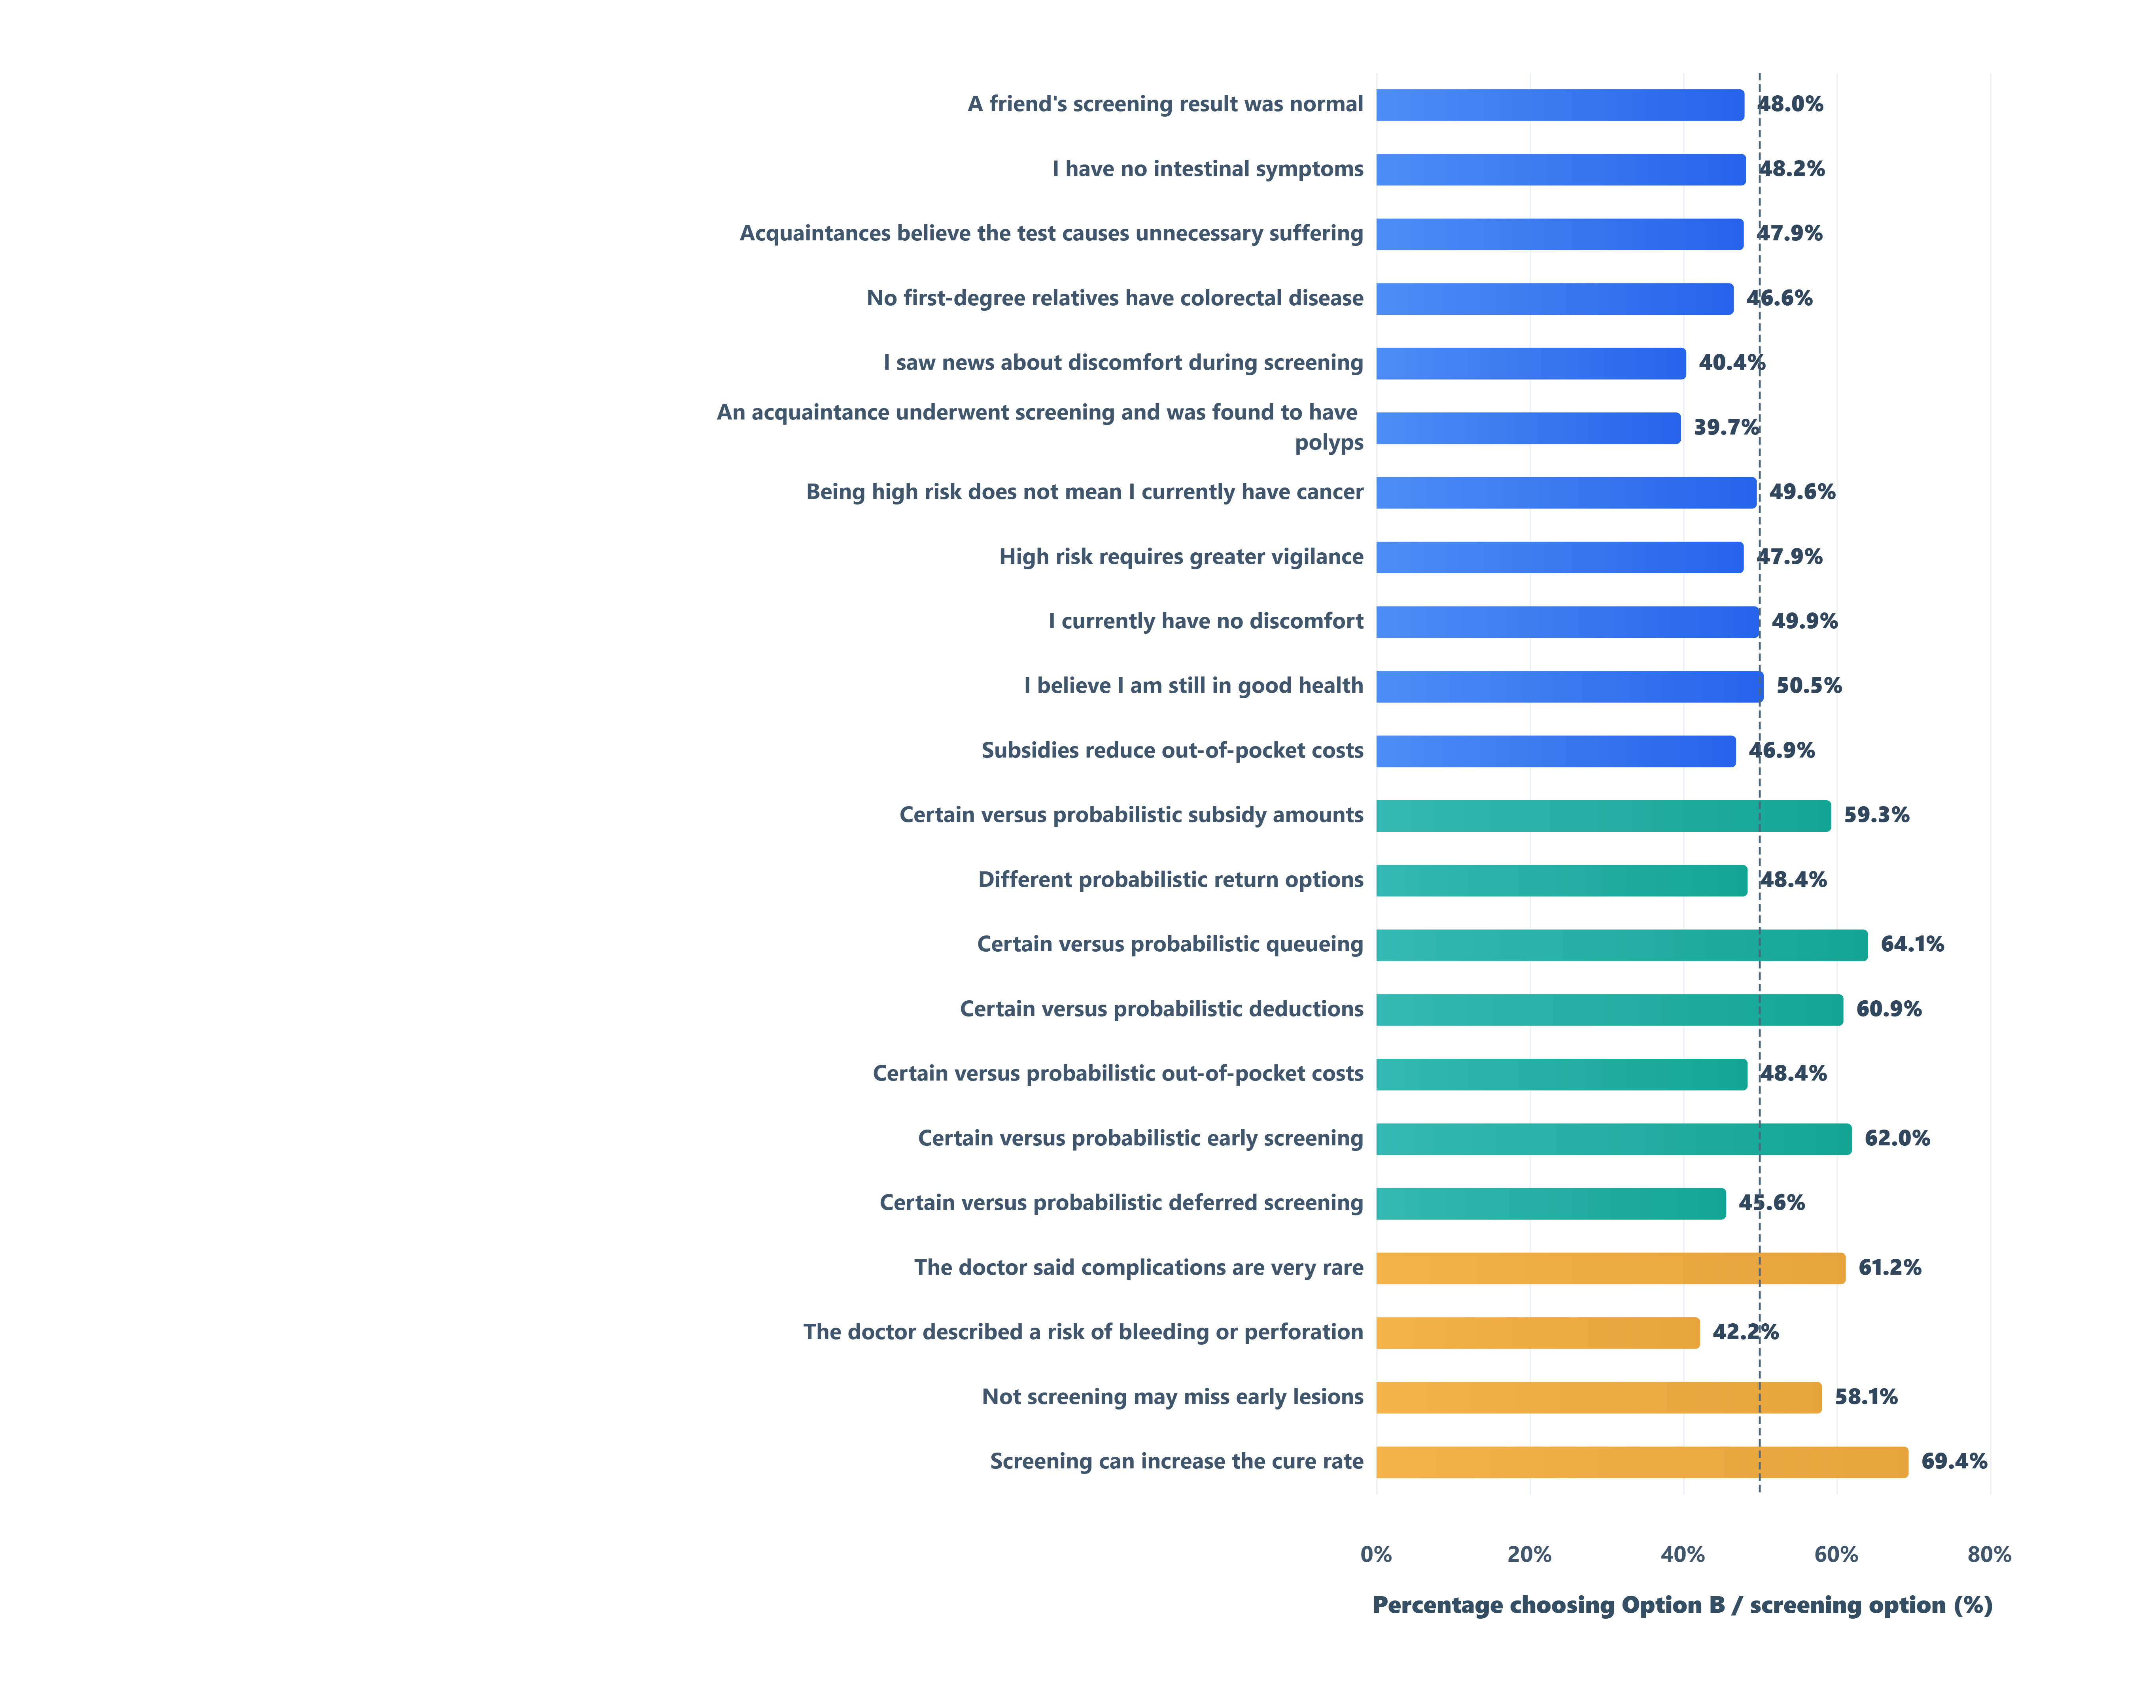 A friend's screening result was normal 48.0%
I have no intestinal symptoms 48.2%
Acquaintances believe the test causes unnecessary suffering 47.9%
No first-degree relatives have colorectal disease 46.6%
I saw news about discomfort during screening 40.4%
An acquaintance underwent screening and was found to have
polyps 39.7%
Being high risk does not mean I currently have cancer 49.6%
High risk requires greater vigilance 47.9%
I currently have no discomfort 49.9%
I believe I am still in good health 50.5%
Subsidies reduce out-of-pocket costs 46.9%
Certain versus probabilistic subsidy amounts 59.3%
Different probabilistic return options 48.4%
Certain versus probabilistic queueing 64.1%
Certain versus probabilistic deductions 60.9%
Certain versus probabilistic out-of-pocket costs 48.4%
Certain versus probabilistic early screening 62.0%
Certain versus probabilistic deferred screening 45.6%
The doctor said complications are very rare 61.2%
The doctor described a risk of bleeding or perforation 42.2%
Not screening may miss early lesions 58.1%
Screening can increase the cure rate 69.4%
0% 20% 40% 60% 80%
Percentage choosing Option B / screening option (%)